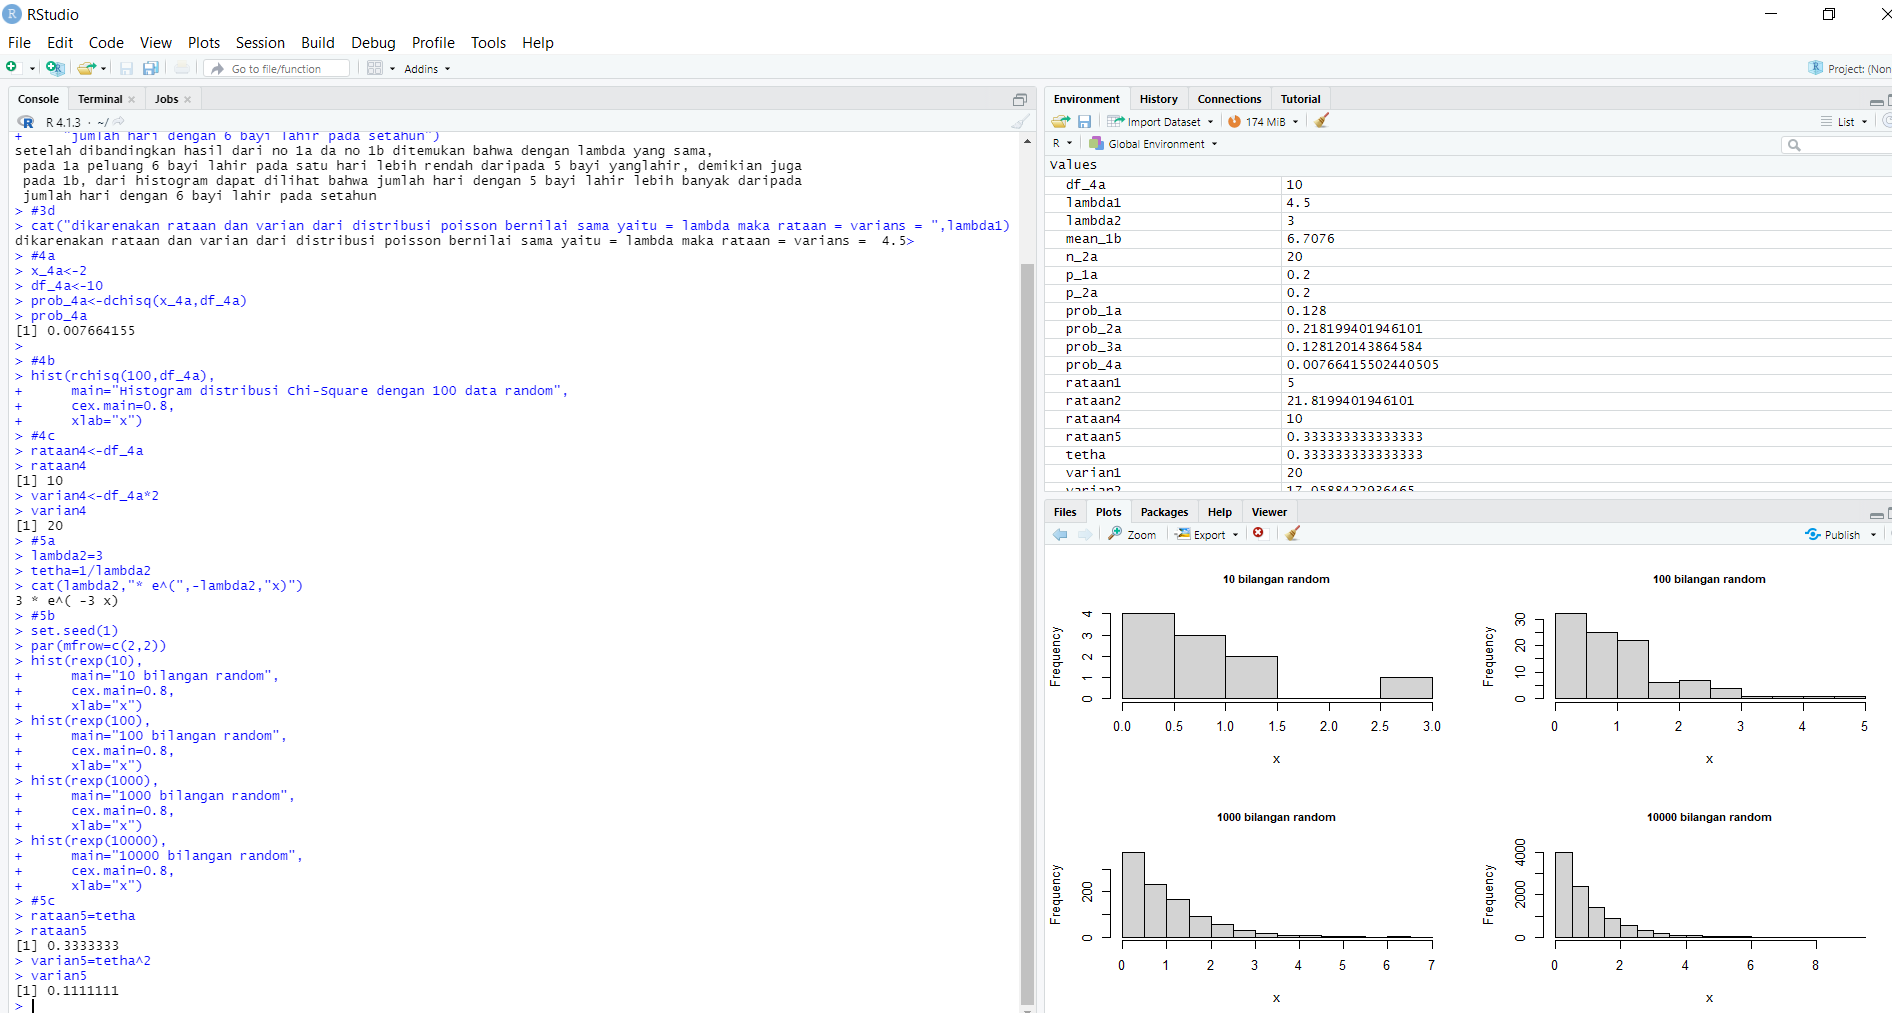 RStudio
File Edit Code View Plots Session Build Debug Profile Tools Help
Go to file/function Addins Project: (Non
Console Terminal Jobs
R 4.1.3 · ~/
+ "jumlah hari dengan 6 bayi lahir pada setahun")
setelah dibandingkan hasil dari no 1a da no 1b ditemukan bahwa dengan lambda yang sama,
pada 1a peluang 6 bayi lahir pada satu hari lebih rendah daripada 5 bayi yanglahir, demikian juga
pada 1b, dari histogram dapat dilihat bahwa jumlah hari dengan 5 bayi lahir lebih banyak daripada
jumlah hari dengan 6 bayi lahir pada setahun
> #3d
> cat("dikarenakan rataan dan varian dari distribusi poisson bernilai sama yaitu = lambda maka rataan = varians = ",lambda1)
dikarenakan rataan dan varian dari distribusi poisson bernilai sama yaitu = lambda maka rataan = varians =  4.5>
> #4a
> x_4a<-2
> df_4a<-10
> prob_4a<-dchisq(x_4a,df_4a)
> prob_4a
[1] 0.007664155
>
> #4b
> hist(rchisq(100,df_4a),
+ main="Histogram distribusi Chi-Square dengan 100 data random",
+ cex.main=0.8,
+ xlab="x")
> #4c
> rataan4<-df_4a
> rataan4
[1] 10
> varian4<-df_4a*2
> varian4
[1] 20
> #5a
> lambda2=3
> tetha=1/lambda2
> cat(lambda2,"* e^(",-lambda2,"x)")
3 * e^( -3 x)
> #5b
> set.seed(1)
> par(mfrow=c(2,2))
> hist(rexp(10),
+ main="10 bilangan random",
+ cex.main=0.8,
+ xlab="x")
> hist(rexp(100),
+ main="100 bilangan random",
+ cex.main=0.8,
+ xlab="x")
> hist(rexp(1000),
+ main="1000 bilangan random",
+ cex.main=0.8,
+ xlab="x")
> hist(rexp(10000),
+ main="10000 bilangan random",
+ cex.main=0.8,
+ xlab="x")
> #5c
> rataan5=tetha
> rataan5
[1] 0.3333333
> varian5=tetha^2
> varian5
[1] 0.1111111
>
Environment History Connections Tutorial
Import Dataset 174 MiB List
R Global Environment
Values
df_4a 10
lambda1 4.5
lambda2 3
mean_1b 6.7076
n_2a 20
p_1a 0.2
p_2a 0.2
prob_1a 0.128
prob_2a 0.218199401946101
prob_3a 0.128120143864584
prob_4a 0.00766415502440505
rataan1 5
rataan2 21.8199401946101
rataan4 10
rataan5 0.333333333333333
tetha 0.333333333333333
varian1 20
varian2 17.0588422936465
Files Plots Packages Help Viewer
Zoom Export Publish
10 bilangan random
Frequency
0 1 2 3 4
0.0 0.5 1.0 1.5 2.0 2.5 3.0
x
100 bilangan random
Frequency
0 10 20 30
0 1 2 3 4 5
x
1000 bilangan random
Frequency
0 200
0 1 2 3 4 5 6 7
x
10000 bilangan random
Frequency
0 2000 4000
0 2 4 6 8
x